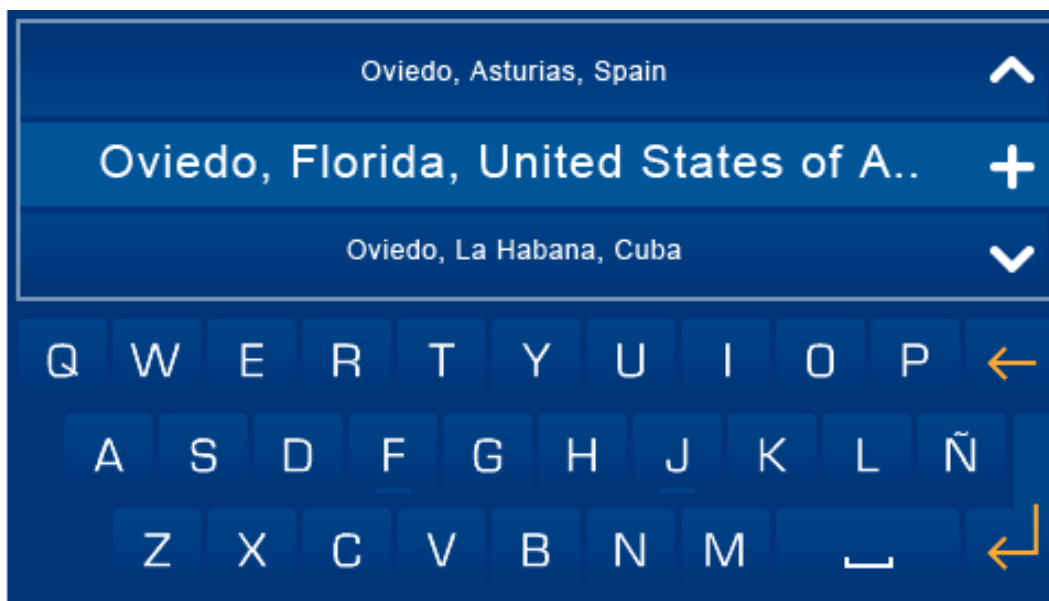 Oviedo, Asturias, Spain
Oviedo, Florida, United States of A..
Oviedo, La Habana, Cuba
Q W E R T Y U I O P
A S D F G H J K L Ñ
Z X C V B N M